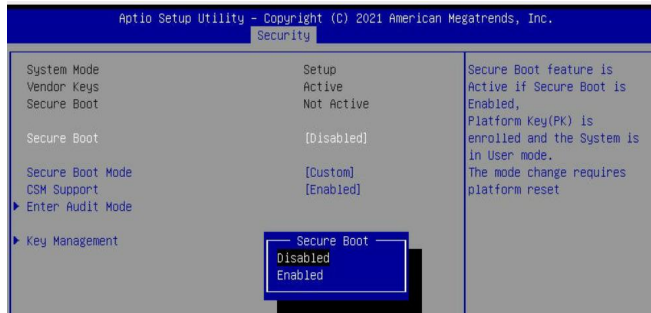 Aptio Setup Utility – Copyright (C) 2021 American Megatrends, Inc.
Security
System Mode Setup
Vendor Keys Active
Secure Boot Not Active
Secure Boot [Disabled]
Secure Boot Mode [Custom]
CSM Support [Enabled]
Enter Audit Mode
Key Management
Secure Boot
Disabled
Enabled
Secure Boot feature is
Active if Secure Boot is
Enabled,
Platform Key(PK) is
enrolled and the System is
in User mode.
The mode change requires
platform reset